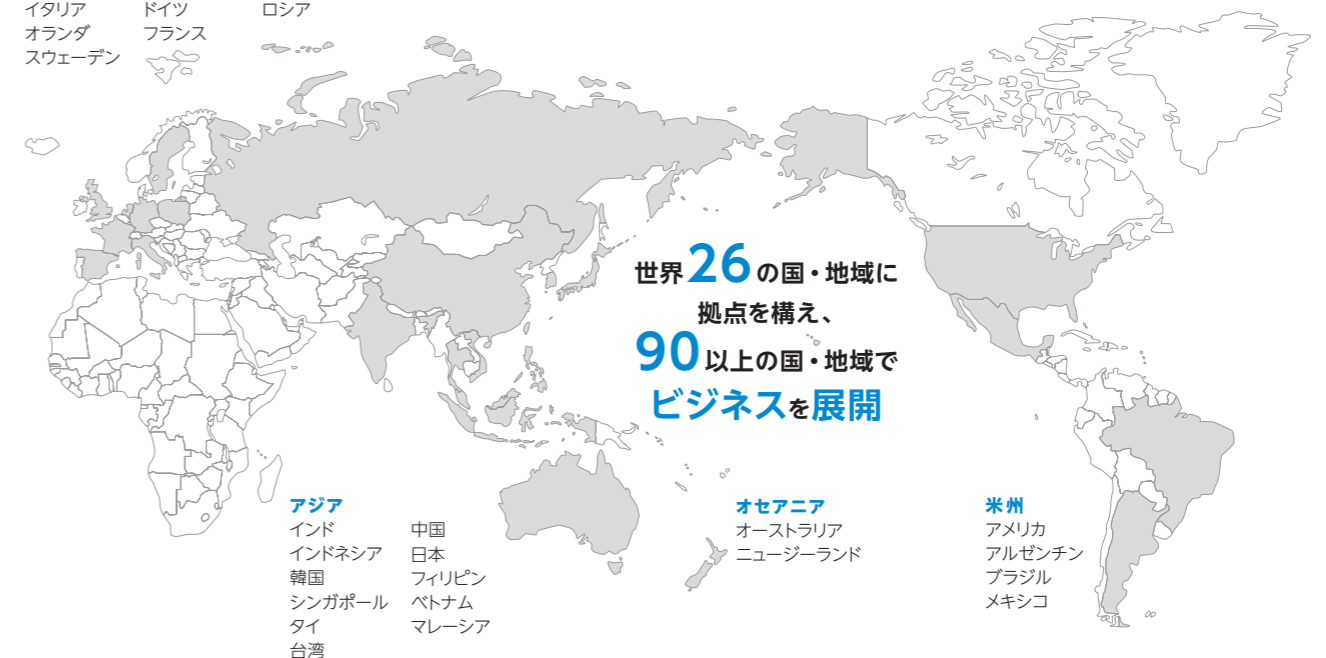 イタリア
オランダ
スウェーデン
ドイツ
フランス
ロシア
世界26の国・地域に
拠点を構え、
90以上の国・地域で
ビジネスを展開
アジア
インド
インドネシア
韓国
シンガポール
タイ
台湾
中国
日本
フィリピン
ベトナム
マレーシア
オセアニア
オーストラリア
ニュージーランド
米州
アメリカ
アルゼンチン
ブラジル
メキシコ